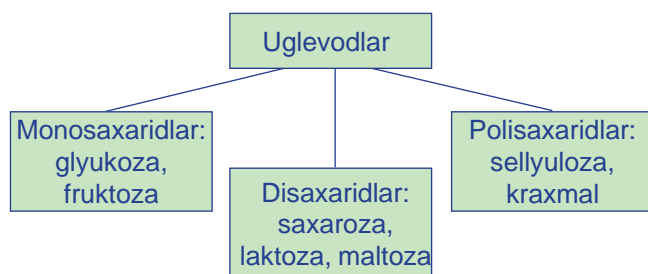 Uglevodlar
Monosaxaridlar:
glyukoza,
fruktoza
Disaxaridlar:
saxaroza,
laktoza, maltoza
Polisaxaridlar:
sellyuloza,
kraxmal